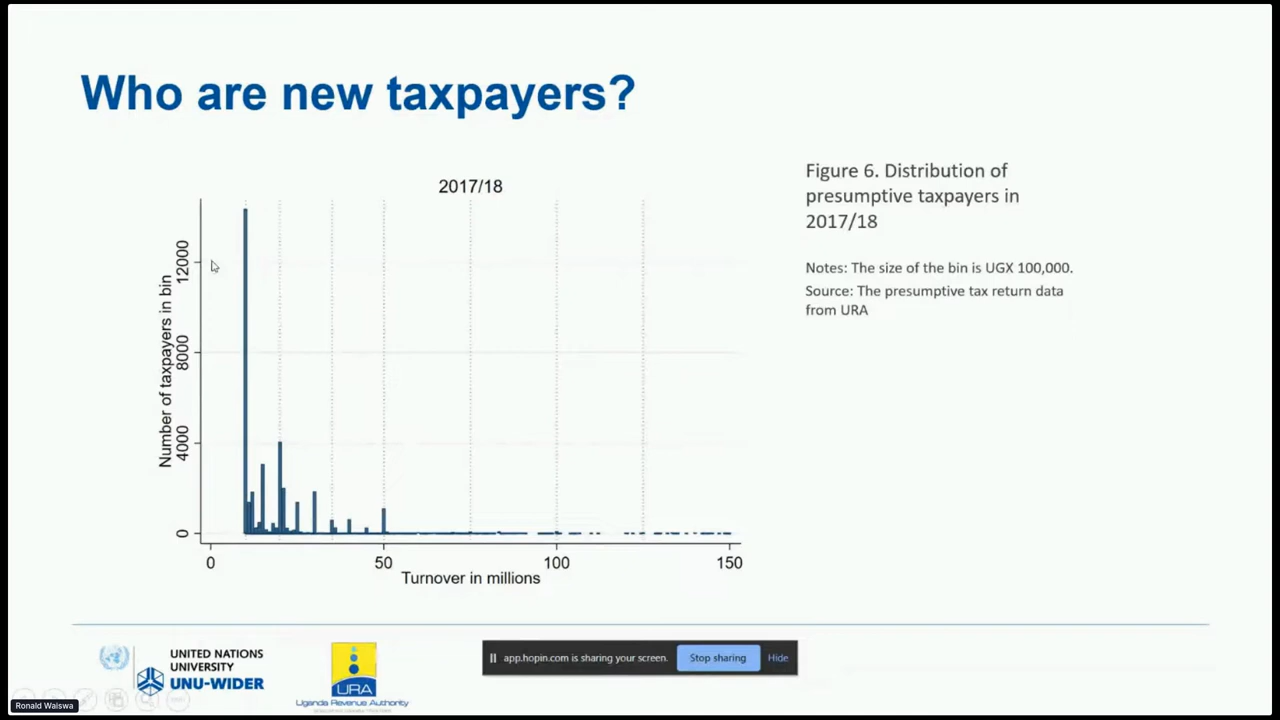 Who are new taxpayers?
2017/18
Number of taxpayers in bin
12000
8000
4000
0
0
50
100
150
Turnover in millions
Figure 6. Distribution of
presumptive taxpayers in
2017/18
Notes: The size of the bin is UGX 100,000.
Source: The presumptive tax return data
from URA
UNITED NATIONS
UNIVERSITY
UNU-WIDER
URA
Uganda Revenue Authority
app.hopin.com is sharing your screen.
Stop sharing
Hide
Ronald Waiswa